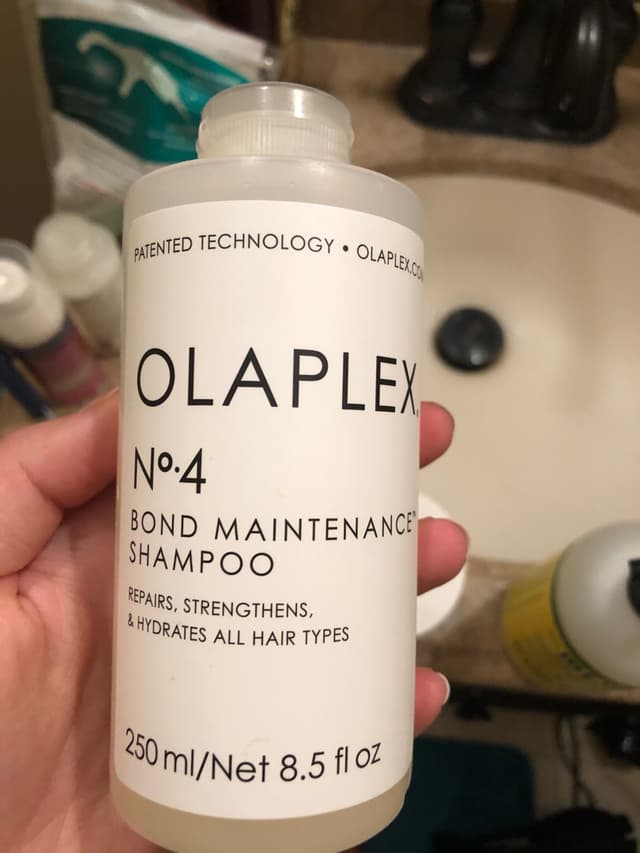 PATENTED TECHNOLOGY • OLAPLEX.COM
OLAPLEX.
Nº.4
BOND MAINTENANCE™
SHAMPOO
REPAIRS, STRENGTHENS,
& HYDRATES ALL HAIR TYPES
250 ml/Net 8.5 fl oz